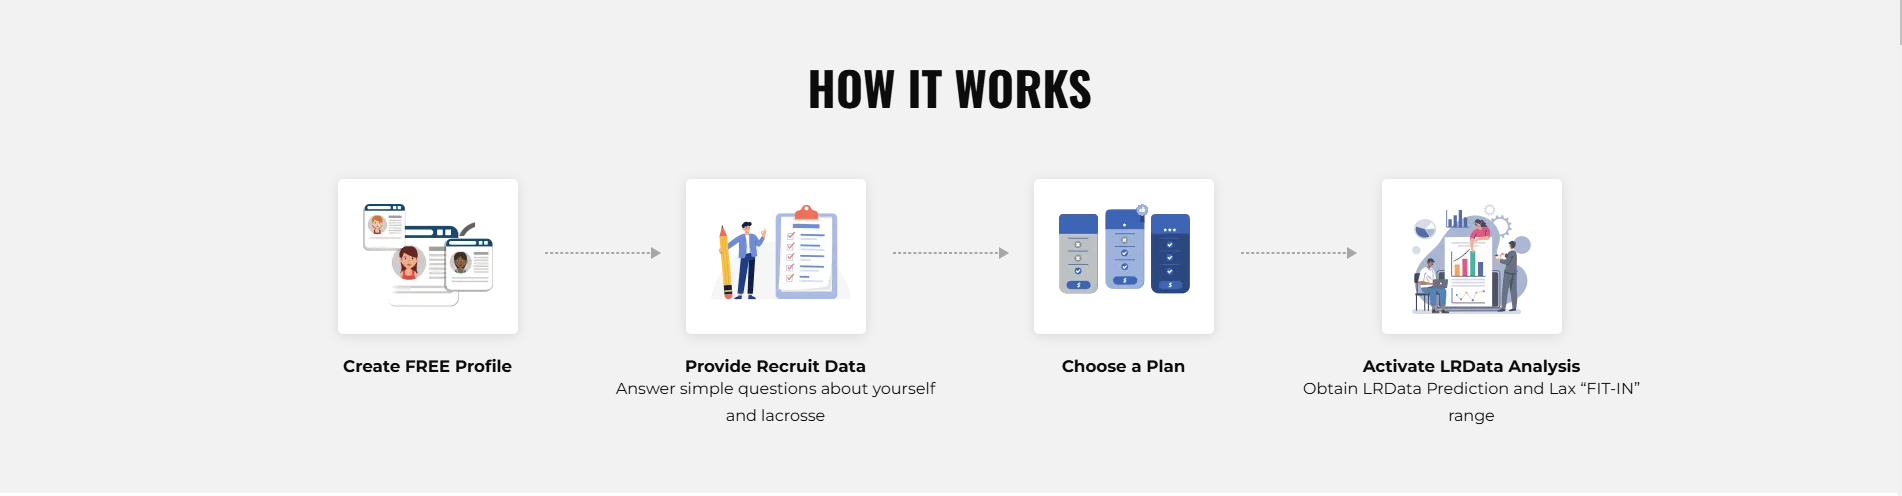 HOW IT WORKS
Create FREE Profile
Provide Recruit Data
Answer simple questions about yourself
and lacrosse
Choose a Plan
Activate LRData Analysis
Obtain LRData Prediction and Lax “FIT-IN”
range